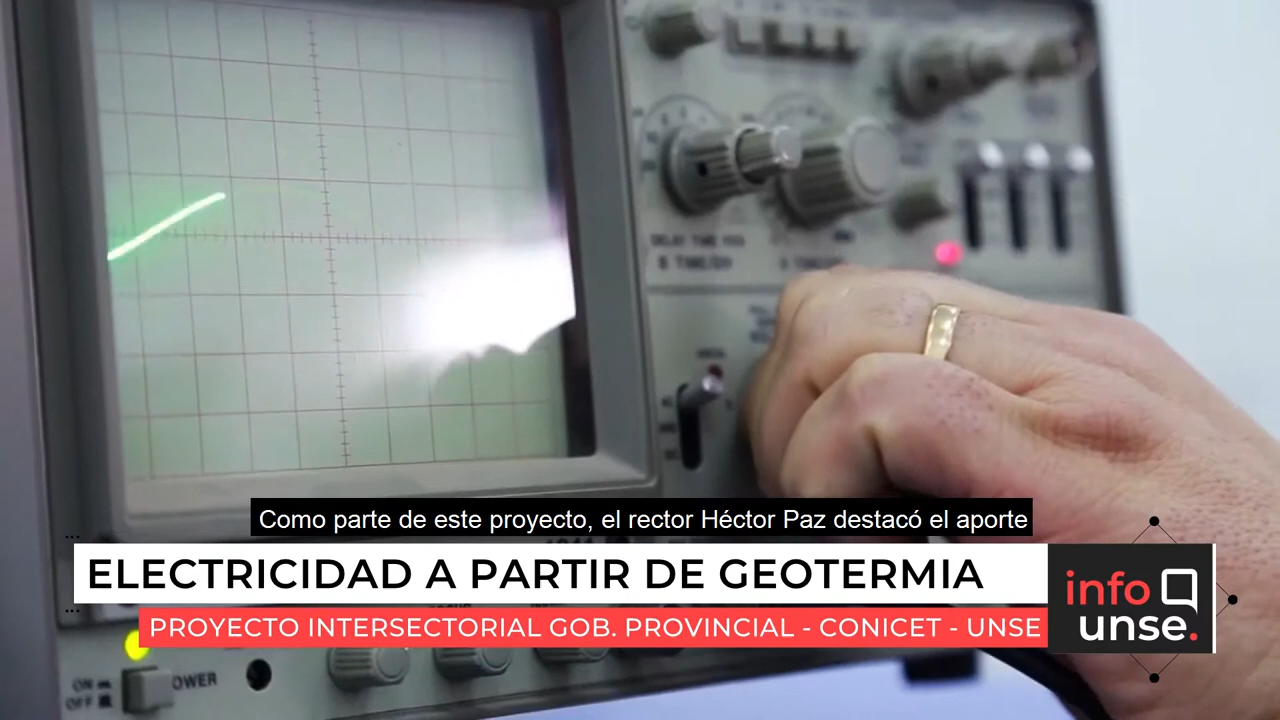 Como parte de este proyecto, el rector Héctor Paz destacó el aporte
ELECTRICIDAD A PARTIR DE GEOTERMIA
PROYECTO INTERSECTORIAL GOB. PROVINCIAL - CONICET - UNSE
info
unse.
ON
OFF
POWER